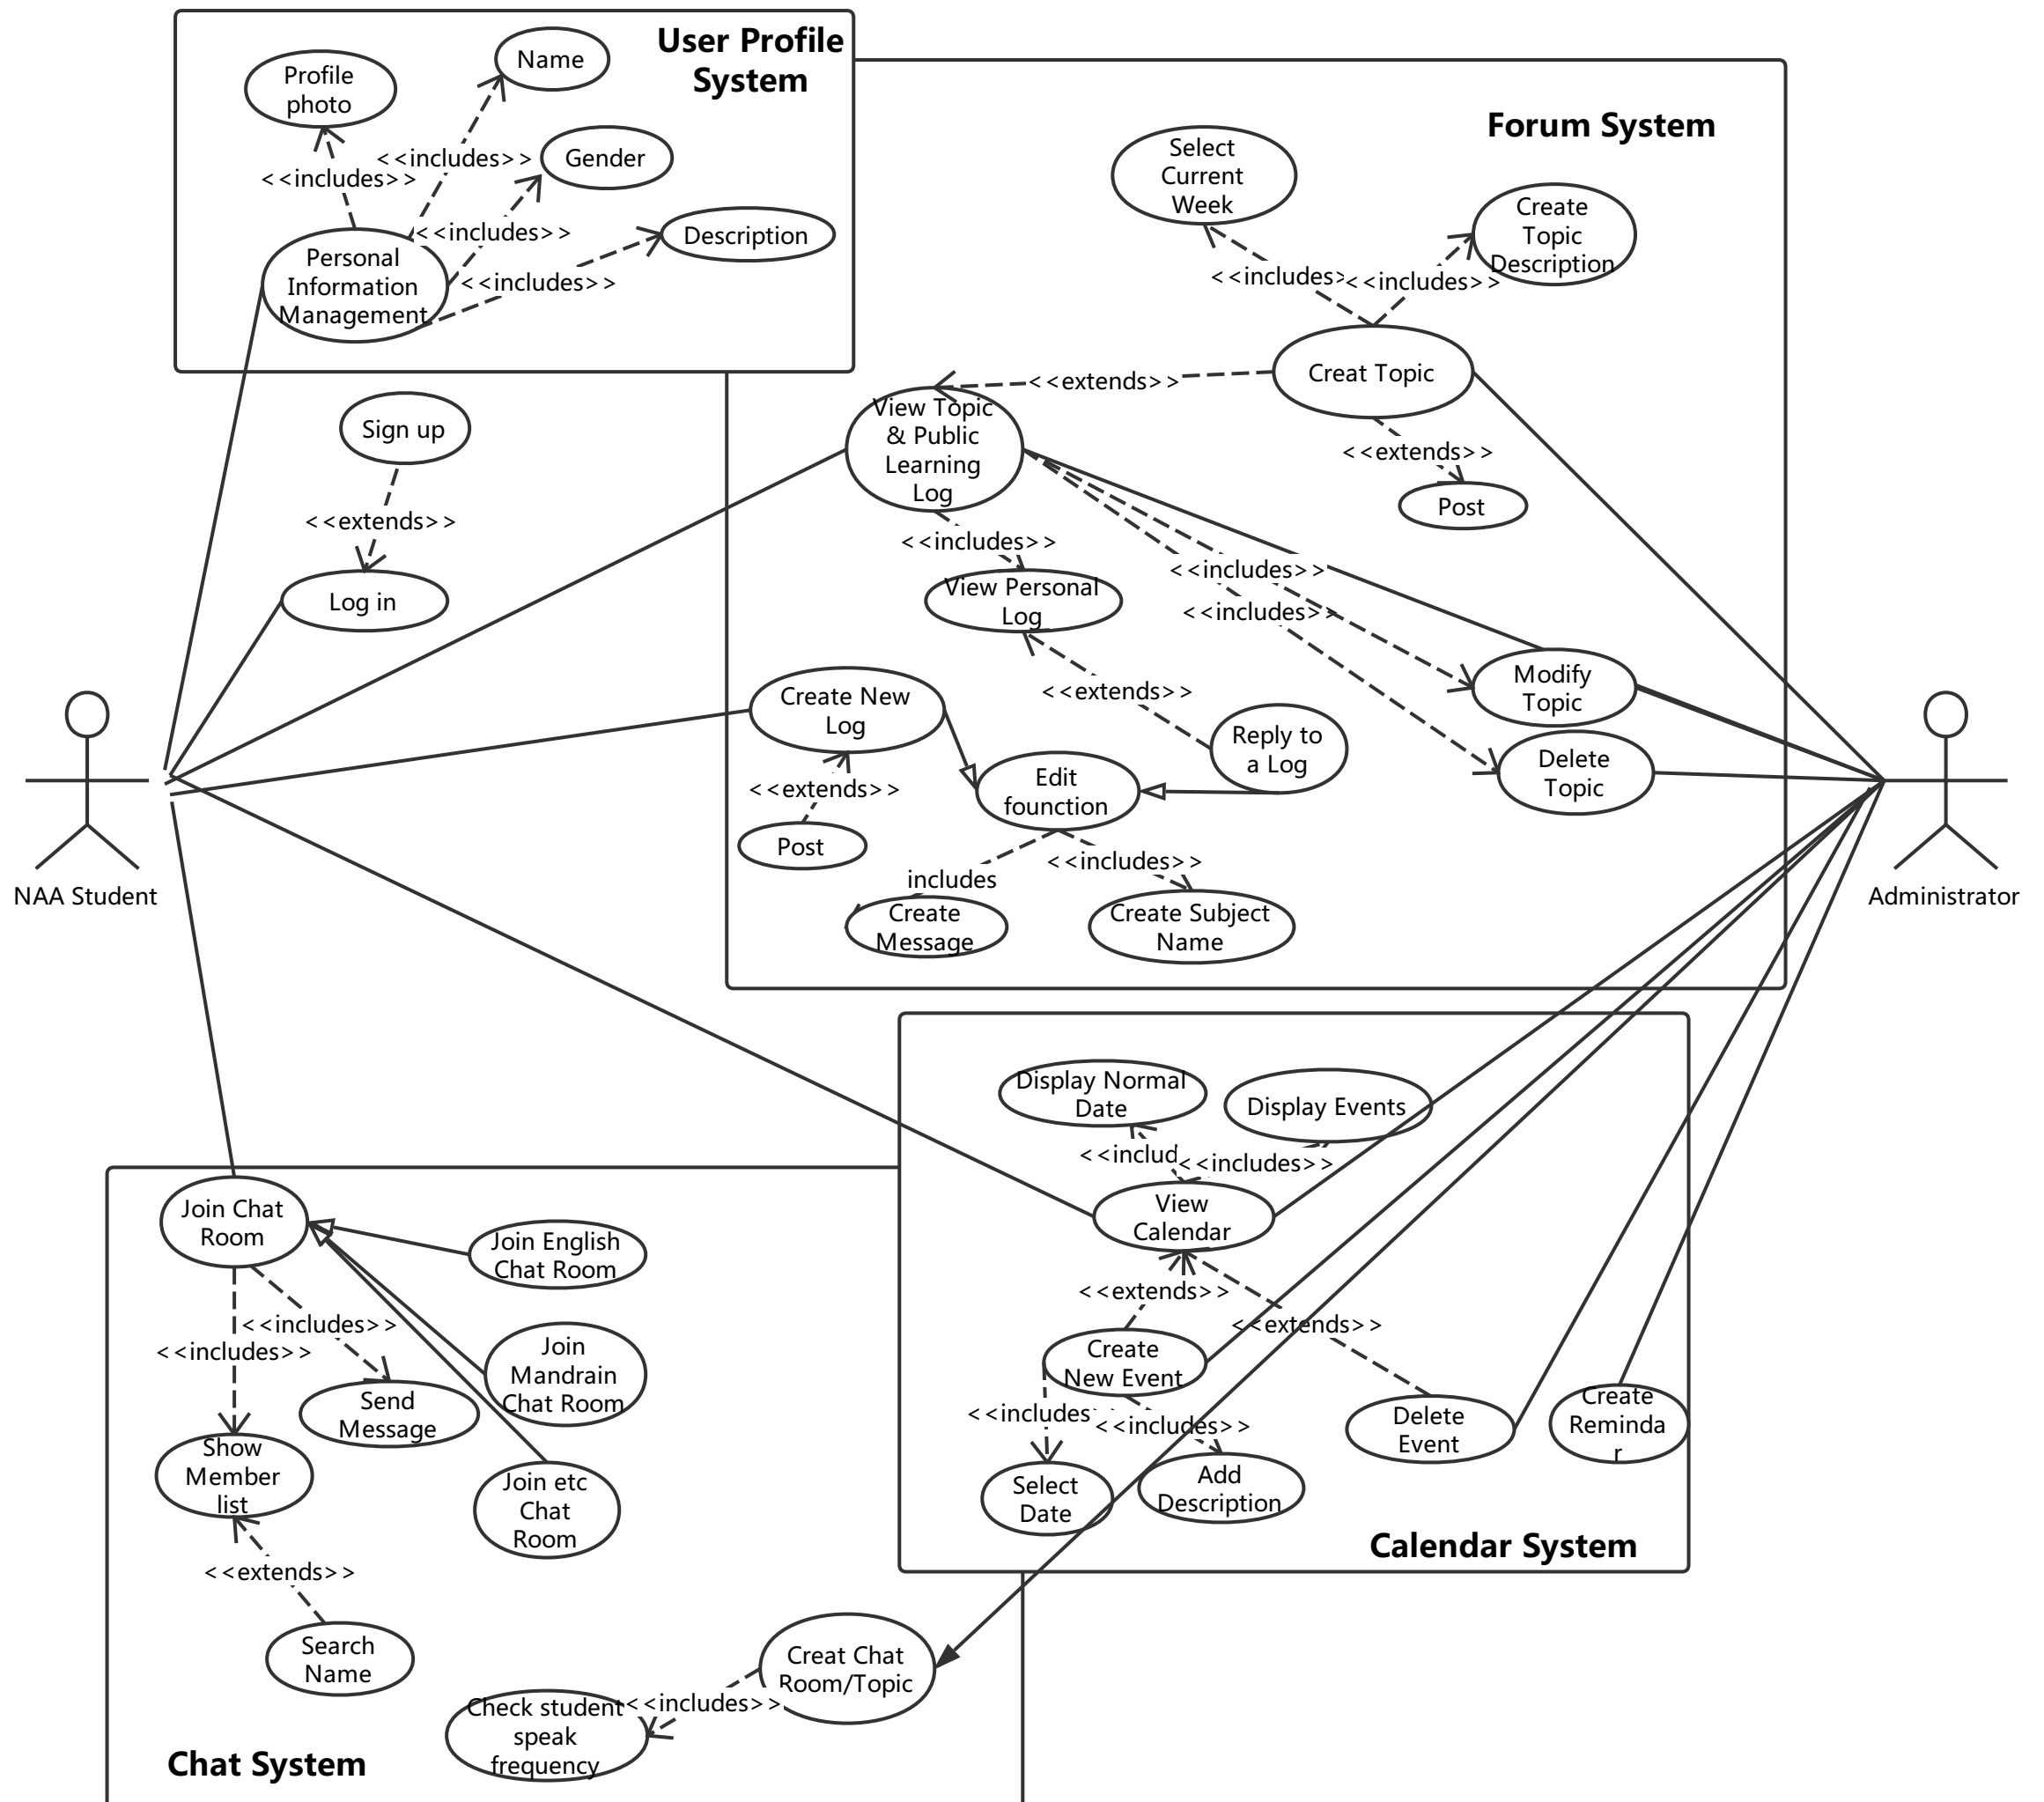 User Profile
System
Name
Profile
photo
Gender
<<includes>>
<<includes>>
<<includes>>
Description
<<includes>>
Personal
Information
Management
Forum System
Select
Current
Week
Create
Topic
Description
<<includes>
<<includes>>
Creat Topic
<<extends>>
View Topic
& Public
Learning
Log
<<extends>>
Post
Sign up
<<extends>>
Log in
<<includes>>
View Personal
Log
<<includes>>
<<includes>>
<<extends>>
Modify
Topic
Delete
Topic
Create New
Log
Reply to
a Log
Edit
founction
<<extends>>
Post
includes
<<includes>>
Create
Message
Create Subject
Name
NAA Student
Administrator
Display Normal
Date
Display Events
<<includ
<<includes>>
View
Calendar
<<extends>>
<<extends>>
Create
New Event
<<includes>
<<includes>>
Select
Date
Add
Description
Delete
Event
Create
Reminda
r
Calendar System
Join Chat
Room
Join English
Chat Room
<<includes>>
<<includes>>
Join
Mandrain
Chat Room
Send
Message
Show
Member
list
Join etc
Chat
Room
<<extends>>
Search
Name
Creat Chat
Room/Topic
<<includes>>
Check student
speak
frequency
Chat System